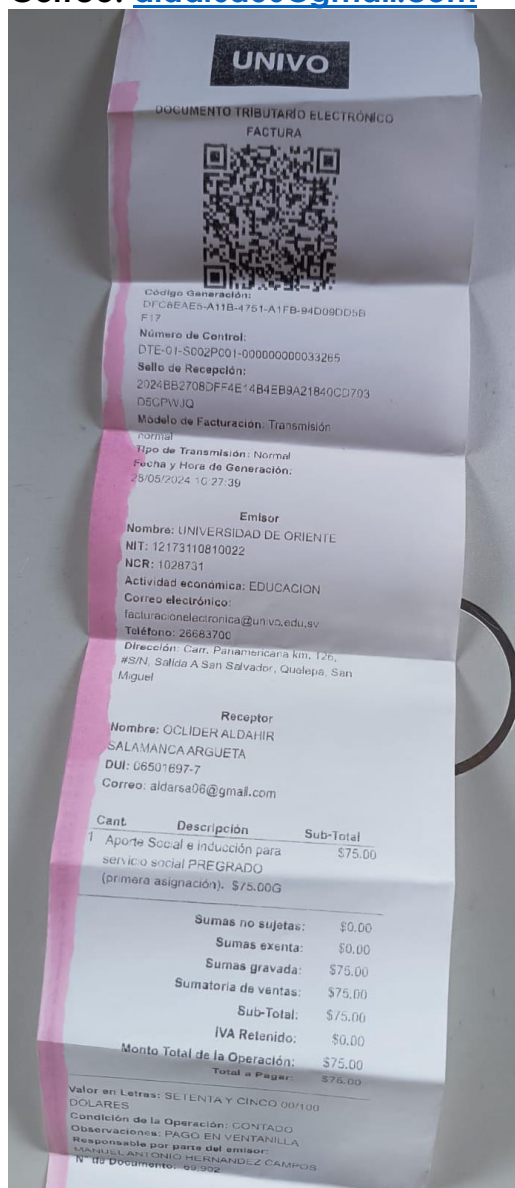 UNIVO
DOCUMENTO TRIBUTARIO ELECTRÓNICO
FACTURA
Código Generación:
DFC8EAE5-A11B-4751-A1FB-94D09DD5B
F17
Número de Control:
DTE-01-S002P001-000000000033265
Sello de Recepción:
2024BB2708DFF4E14B4EB9A21840CD703
D5CPWJQ
Modelo de Facturación: Transmisión
normal
Tipo de Transmisión: Normal
Fecha y Hora de Generación:
28/05/2024 10:27:39
Emisor
Nombre: UNIVERSIDAD DE ORIENTE
NIT: 12173110810022
NCR: 1028731
Actividad económica: EDUCACION
Correo electrónico:
facturacionelectronica@univo.edu.sv
Teléfono: 26683700
Dirección: Carr. Panamericana km. 126,
#S/N, Salida A San Salvador, Quelepa, San
Miguel
Receptor
Nombre: OCLIDER ALDAHIR
SALAMANCA ARGUETA
DUI: 06501697-7
Correo: aldarsa06@gmail.com
Cant. Descripción Sub-Total
1 Aporte Social e inducción para $75.00
servicio social PREGRADO
(primera asignación). $75.00G
Sumas no sujetas: $0.00
Sumas exenta: $0.00
Sumas gravada: $75.00
Sumatoria de ventas: $75.00
Sub-Total: $75.00
IVA Retenido: $0.00
Monto Total de la Operación: $75.00
Total a Pagar: $75.00
Valor en Letras: SETENTA Y CINCO 00/100
DOLARES
Condición de la Operación: CONTADO
Observaciones: PAGO EN VENTANILLA
Responsable por parte del emisor:
MANUEL ANTONIO HERNANDEZ CAMPOS
N° de Documento: 69,902